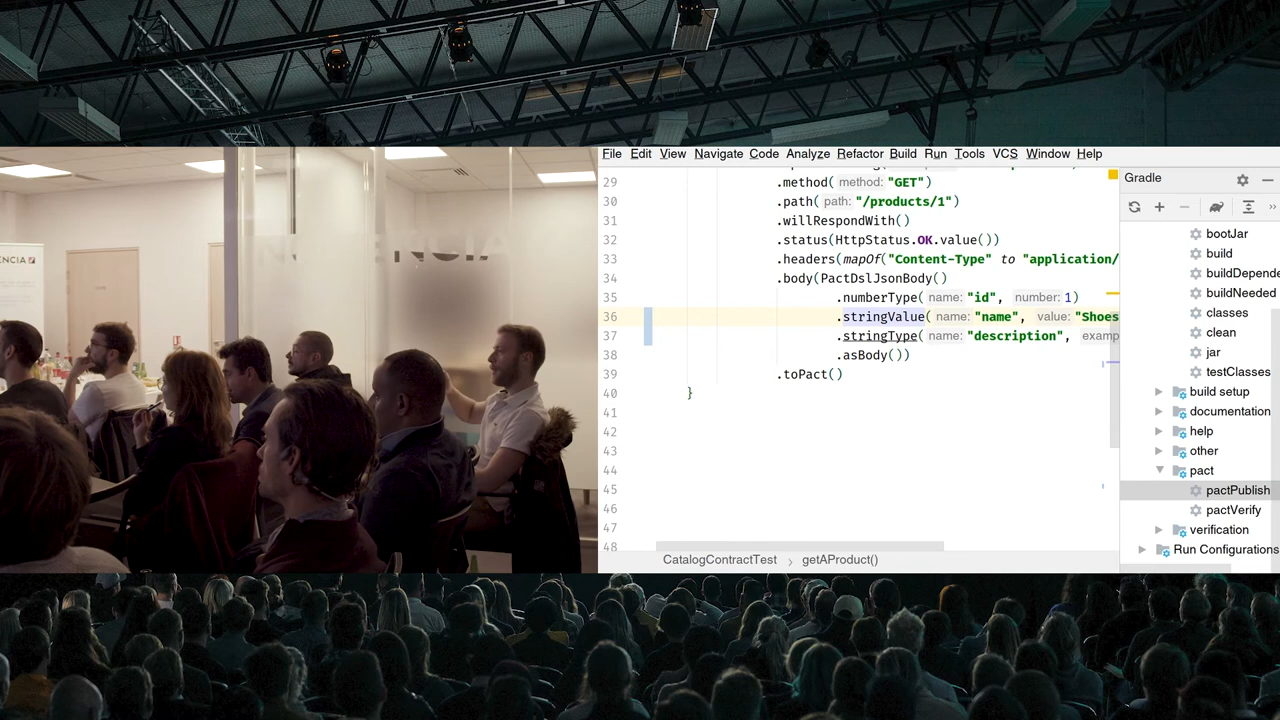 ENCIA
File Edit View Navigate Code Analyze Refactor Build Run Tools VCS Window Help
29 .method( method: "GET")
30 .path( path: "/products/1")
31 .willRespondWith()
32 .status(HttpStatus.OK.value())
33 .headers(mapOf("Content-Type" to "application/
34 .body(PactDslJsonBody()
35 .numberType( name: "id", number: 1)
36 .stringValue( name: "name", value: "Shoes
37 .stringType( name: "description", examp
38 .asBody())
39 .toPact()
40 }
41
42
43
44
45
46
47
48
CatalogContractTest › getAProduct()
Gradle
bootJar
build
buildDepende
buildNeeded
classes
clean
jar
testClasses
build setup
documentation
help
other
pact
pactPublish
pactVerify
verification
Run Configurations